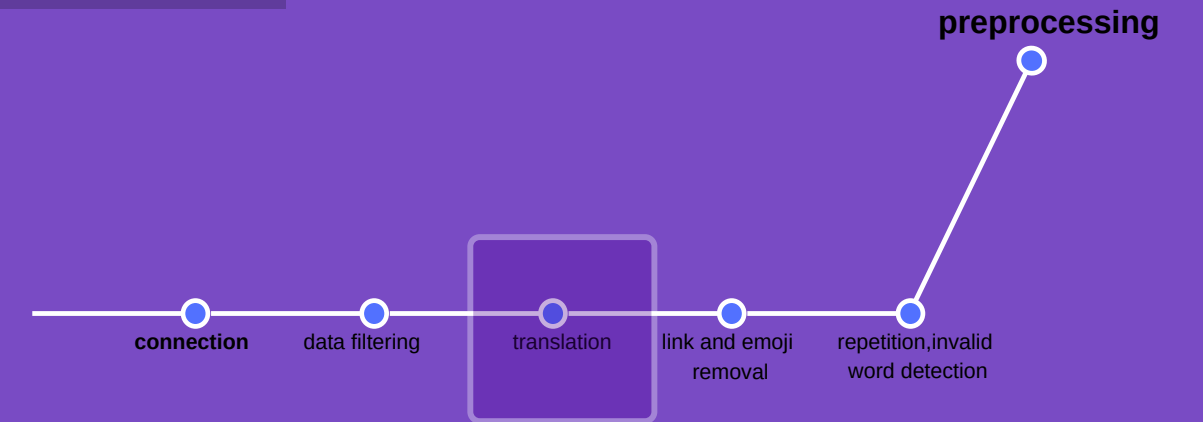 preprocessing
connection
data filtering
translation
link and emoji
removal
repetition,invalid
word detection